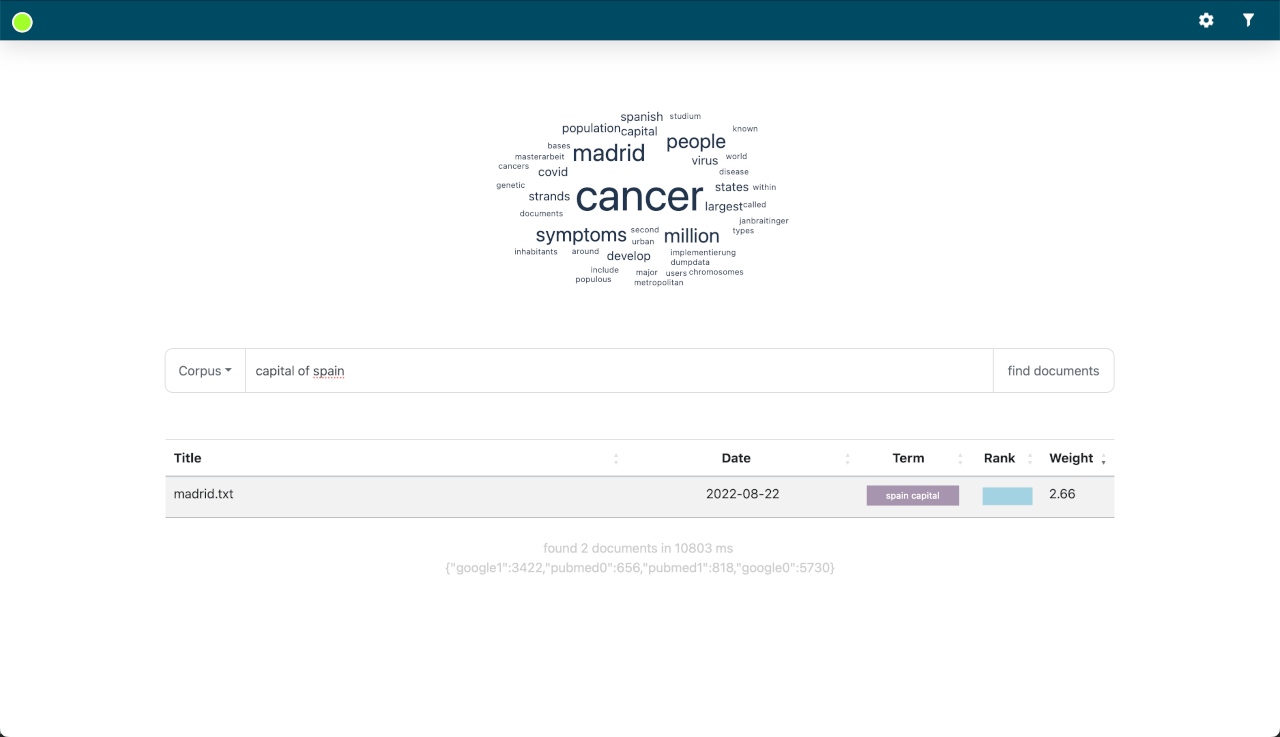 spanish studium
population capital known
bases madrid people
masterarbeit virus world
cancers covid disease
genetic cancer states within
strands largest called
documents janbraitinger
symptoms second million types
urban
inhabitants around develop implementierung
dumpdata
include major users chromosomes
populous metropolitan
Corpus capital of spain find documents
Title Date Term Rank Weight
madrid.txt 2022-08-22 spain capital 2.66
found 2 documents in 10803 ms
{"google1":3422,"pubmed0":656,"pubmed1":818,"google0":5730}